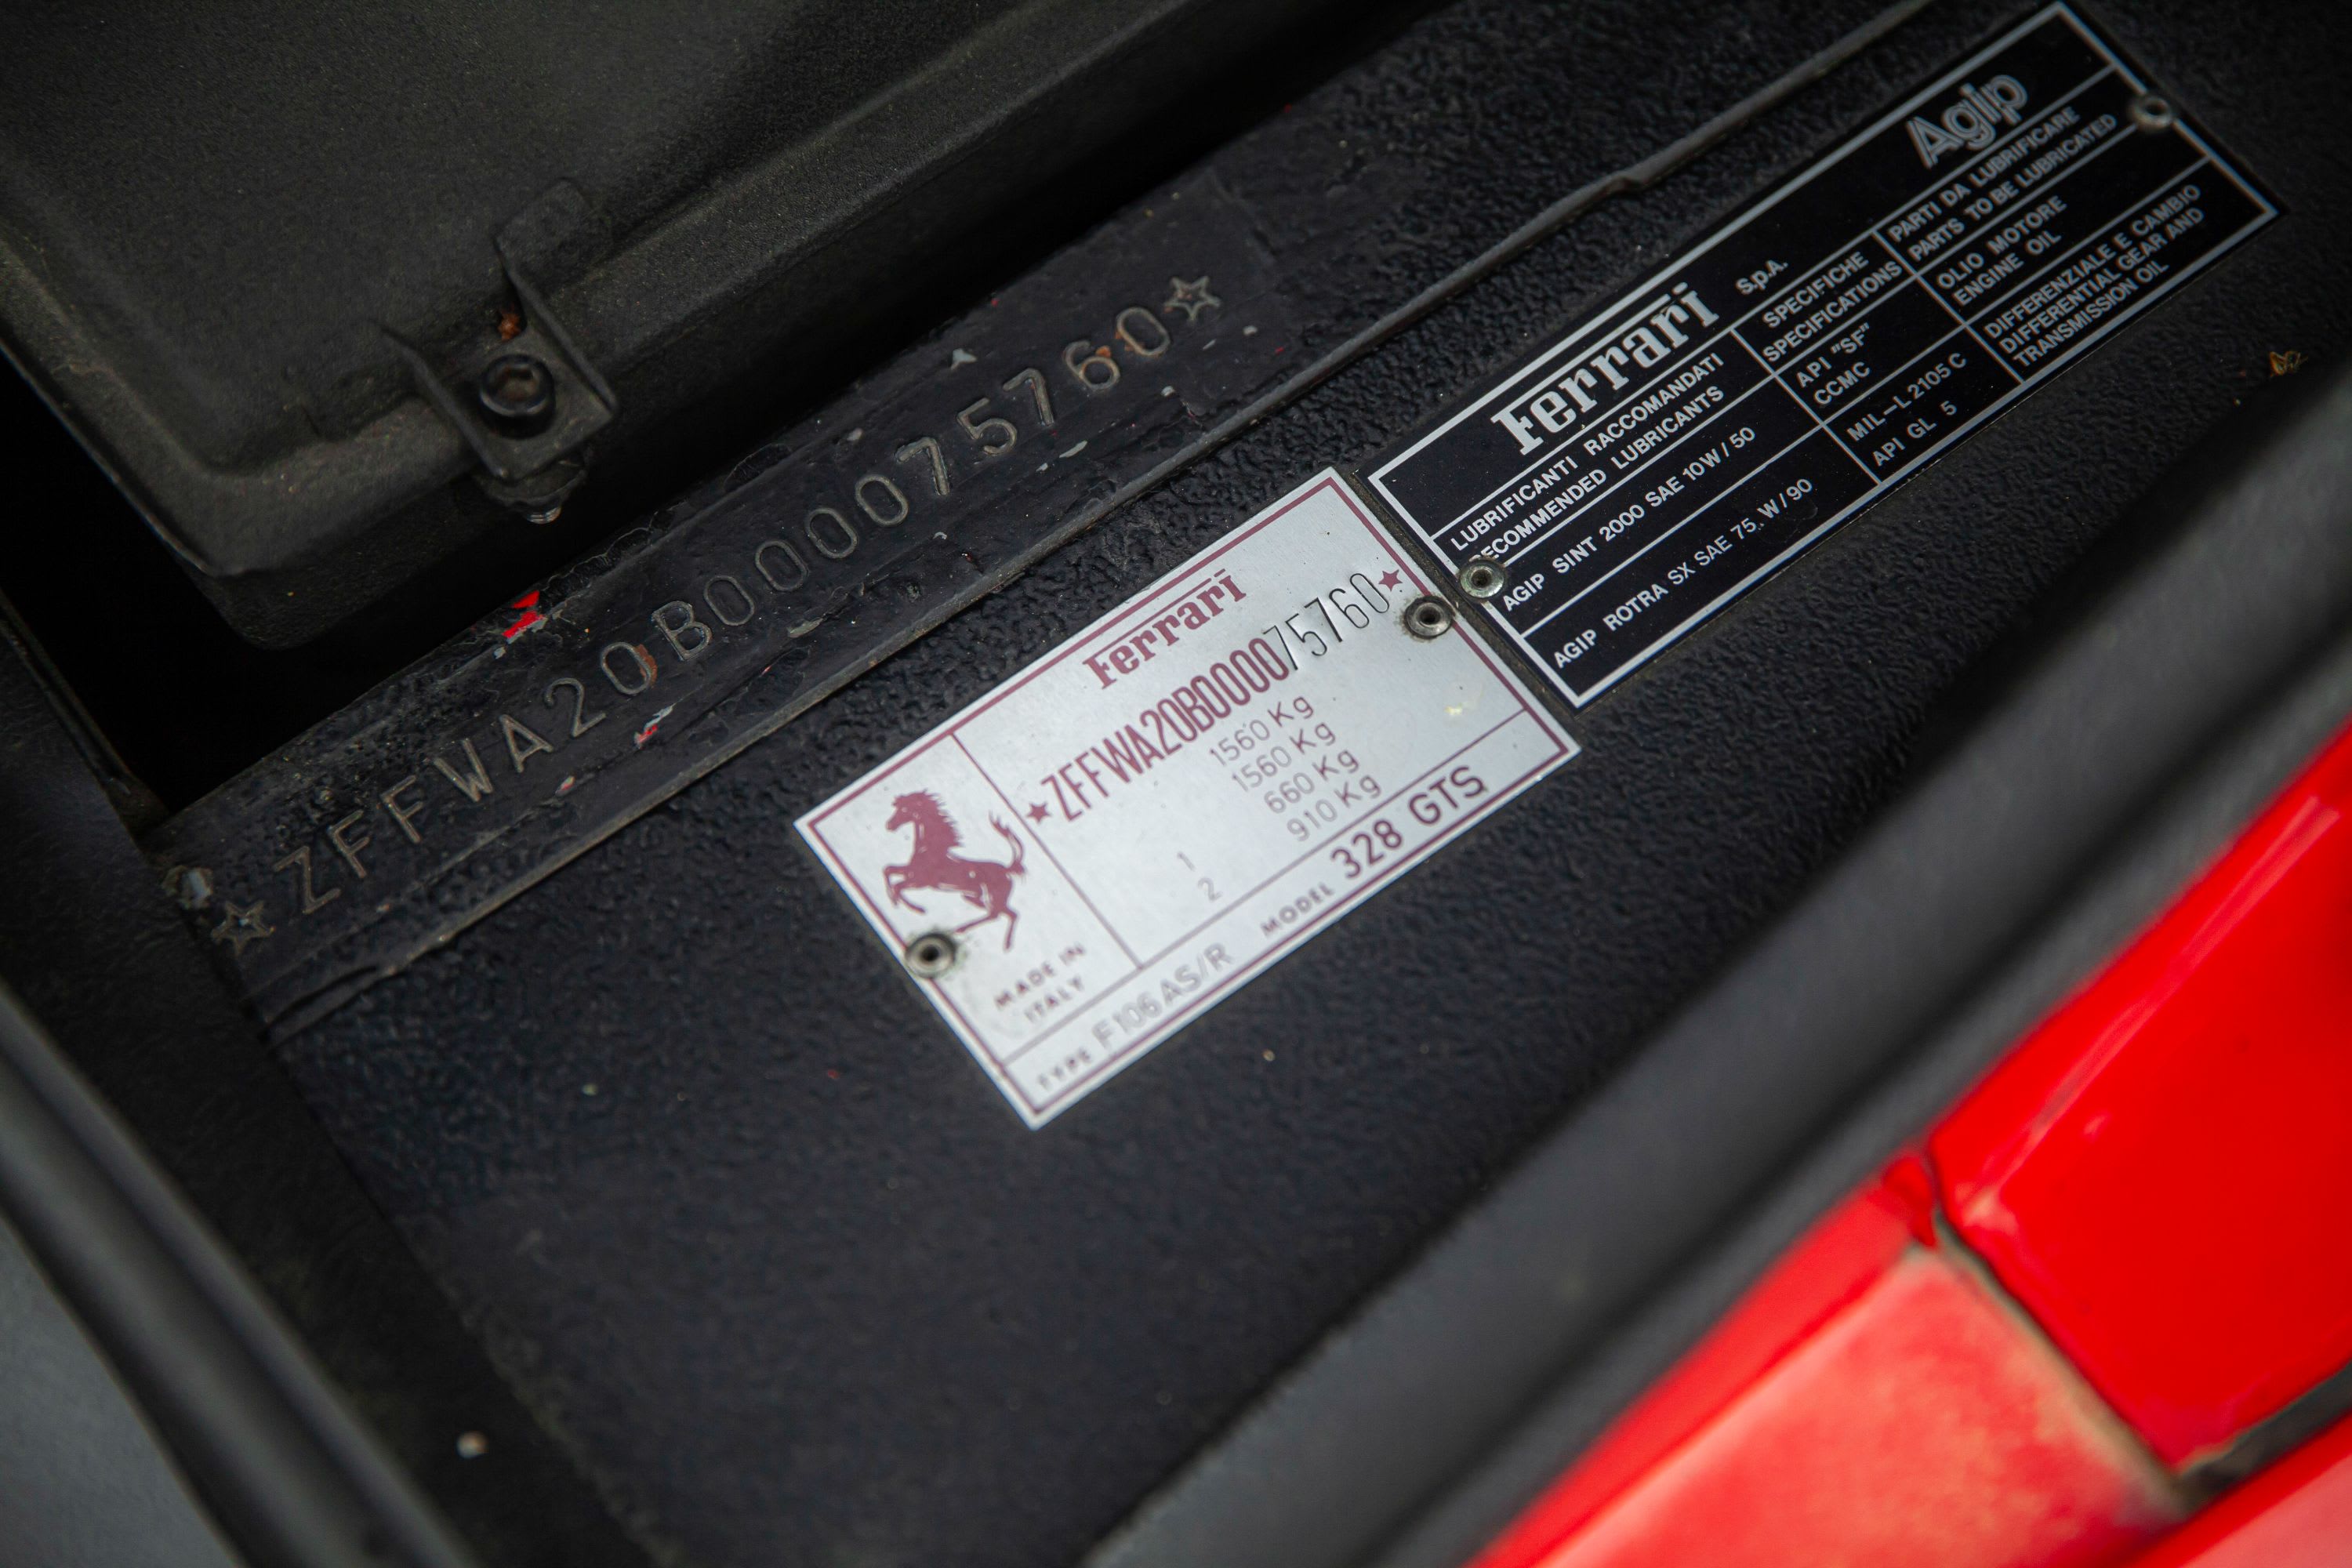 ☆ZFFWA20B000075760☆
Ferrari
★ZFFWA20B000075760★
1560 Kg
1560 Kg
1 660 Kg
2 910 Kg
MADE IN
ITALY
TYPE F 106 AS/R MODEL 328 GTS
Ferrari S.p.A. Agip
LUBRIFICANTI RACCOMANDATI SPECIFICHE PARTI DA LUBRIFICARE
RECOMMENDED LUBRICANTS SPECIFICATIONS PARTS TO BE LUBRICATED
AGIP SINT 2000 SAE 10W/50
API "SF"
CCMC
OLIO MOTORE
ENGINE OIL
AGIP ROTRA SX SAE 75.W/90
MIL-L 2105 C
API GL 5
DIFFERENZIALE E CAMBIO
DIFFERENTIAL GEAR AND
TRANSMISSION OIL